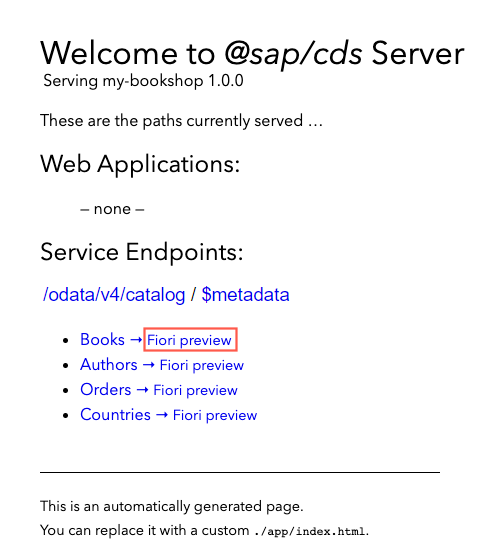 Welcome to @sap/cds Server
Serving my-bookshop 1.0.0
These are the paths currently served …
Web Applications:
– none –
Service Endpoints:
/odata/v4/catalog / $metadata
Books → Fiori preview
Authors → Fiori preview
Orders → Fiori preview
Countries → Fiori preview
This is an automatically generated page.
You can replace it with a custom ./app/index.html.